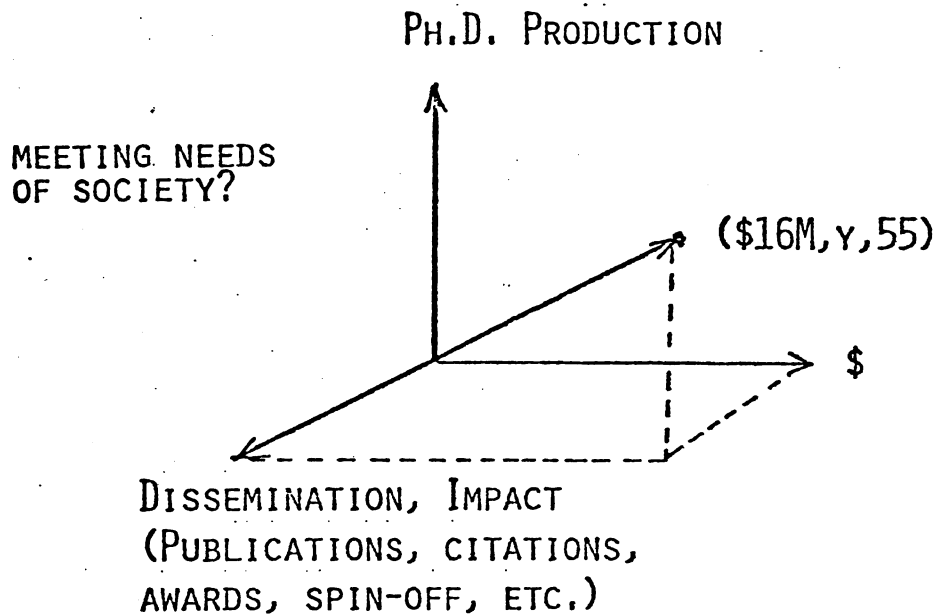 PH.D. PRODUCTION
MEETING NEEDS
OF SOCIETY?
($16M,Y,55)
$
DISSEMINATION, IMPACT
(PUBLICATIONS, CITATIONS,
AWARDS, SPIN-OFF, ETC.)